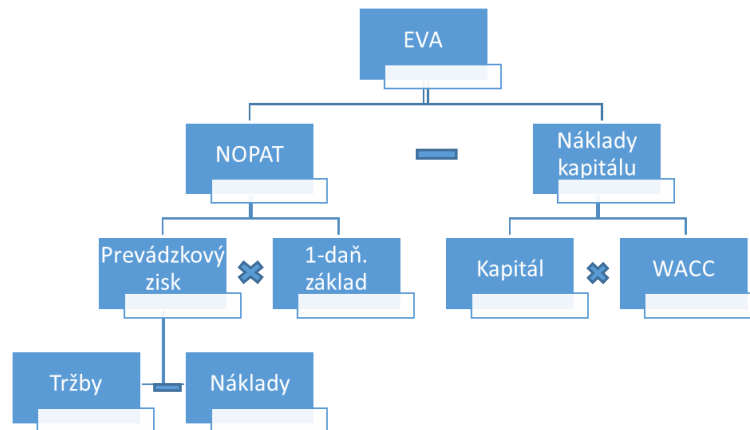 EVA
NOPAT
Náklady
kapitálu
Prevádzkový
zisk
1-daň.
základ
Kapitál
WACC
Tržby
Náklady